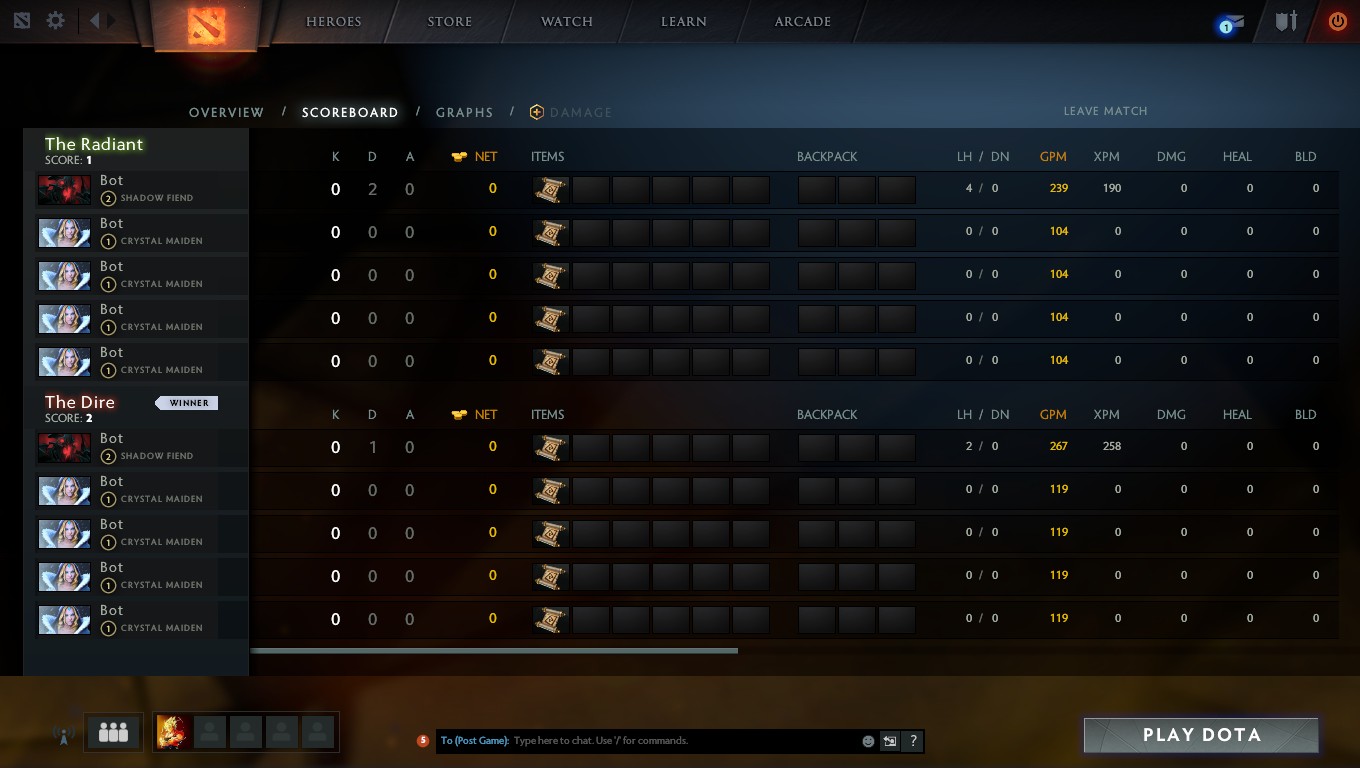 HEROES STORE WATCH LEARN ARCADE 1
OVERVIEW / SCOREBOARD / GRAPHS / DAMAGE LEAVE MATCH
The Radiant
SCORE: 1
K D A NET ITEMS BACKPACK LH / DN GPM XPM DMG HEAL BLD
Bot
2 SHADOW FIEND 0 2 0 0 4 / 0 239 190 0 0 0
Bot
1 CRYSTAL MAIDEN 0 0 0 0 0 / 0 104 0 0 0 0
Bot
1 CRYSTAL MAIDEN 0 0 0 0 0 / 0 104 0 0 0 0
Bot
1 CRYSTAL MAIDEN 0 0 0 0 0 / 0 104 0 0 0 0
Bot
1 CRYSTAL MAIDEN 0 0 0 0 0 / 0 104 0 0 0 0
The Dire WINNER
SCORE: 2
K D A NET ITEMS BACKPACK LH / DN GPM XPM DMG HEAL BLD
Bot
2 SHADOW FIEND 0 1 0 0 2 / 0 267 258 0 0 0
Bot
1 CRYSTAL MAIDEN 0 0 0 0 0 / 0 119 0 0 0 0
Bot
1 CRYSTAL MAIDEN 0 0 0 0 0 / 0 119 0 0 0 0
Bot
1 CRYSTAL MAIDEN 0 0 0 0 0 / 0 119 0 0 0 0
Bot
1 CRYSTAL MAIDEN 0 0 0 0 0 / 0 119 0 0 0 0
5 To (Post Game): Type here to chat. Use '/' for commands. ?
PLAY DOTA